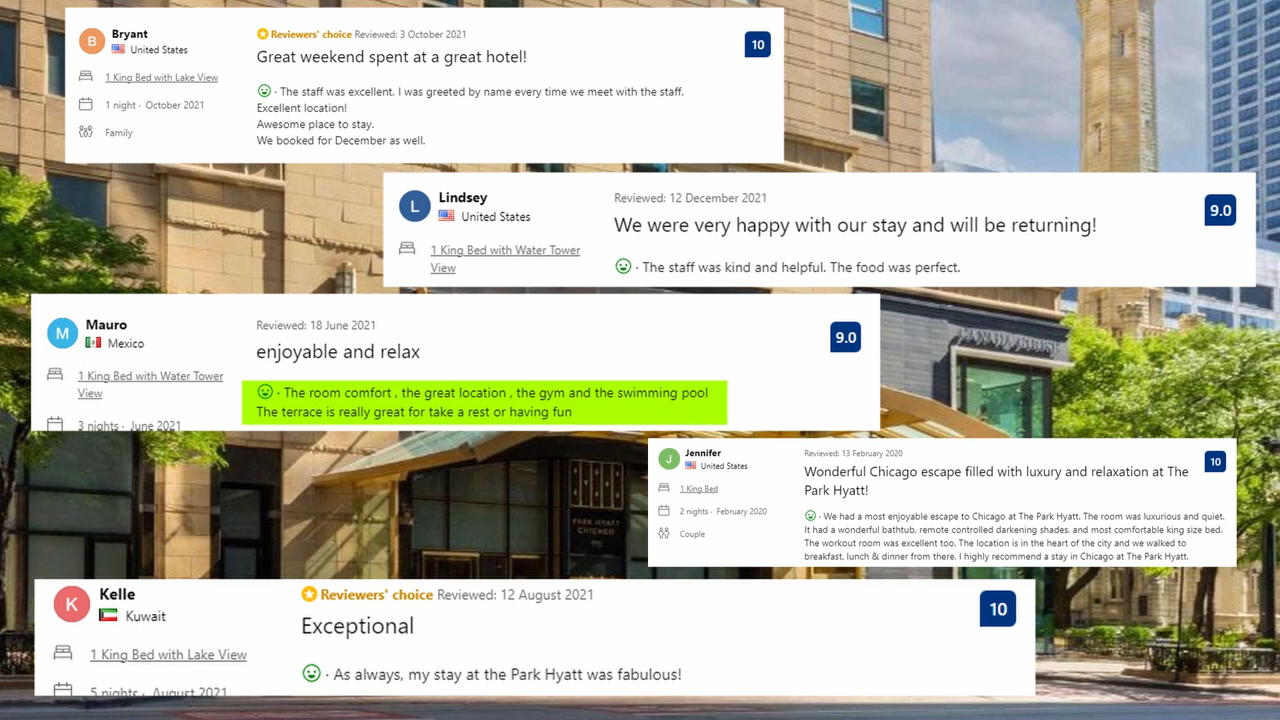 B
Bryant
United States
1 King Bed with Lake View
1 night · October 2021
Family
Reviewers' choice Reviewed: 3 October 2021
Great weekend spent at a great hotel!
· The staff was excellent. I was greeted by name every time we meet with the staff.
Excellent location!
Awesome place to stay.
We booked for December as well.
10
L
Lindsey
United States
1 King Bed with Water Tower
View
Reviewed: 12 December 2021
We were very happy with our stay and will be returning!
· The staff was kind and helpful. The food was perfect.
9.0
M
Mauro
Mexico
1 King Bed with Water Tower
View
3 nights · June 2021
Reviewed: 18 June 2021
enjoyable and relax
· The room comfort , the great location , the gym and the swimming pool
The terrace is really great for take a rest or having fun
9.0
J
Jennifer
United States
1 King Bed
2 nights · February 2020
Couple
Reviewed: 13 February 2020
Wonderful Chicago escape filled with luxury and relaxation at The
Park Hyatt!
· We had a most enjoyable escape to Chicago at The Park Hyatt. The room was luxurious and quiet.
It had a wonderful bathtub, remote controlled darkening shades, and most comfortable king size bed.
The workout room was excellent too. The location is in the heart of the city and we walked to
breakfast, lunch & dinner from there. I highly recommend a stay in Chicago at The Park Hyatt.
10
PARK HYATT
CHICAGO
K
Kelle
Kuwait
1 King Bed with Lake View
5 nights · August 2021
Reviewers' choice Reviewed: 12 August 2021
Exceptional
· As always, my stay at the Park Hyatt was fabulous!
10